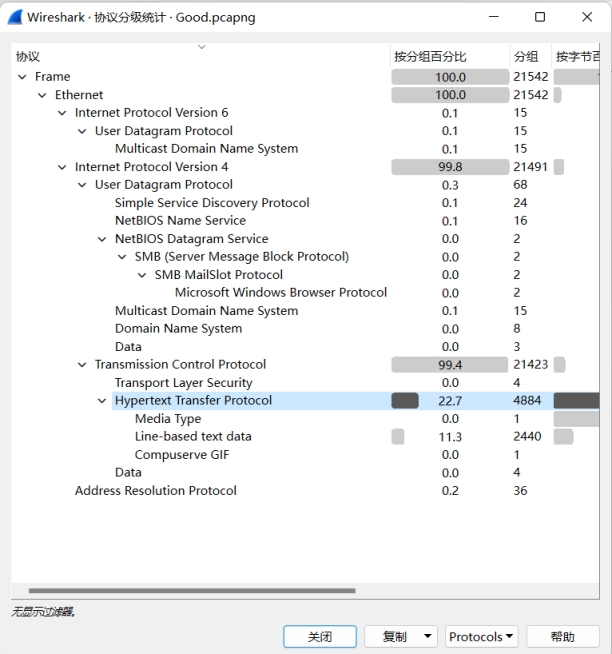 Wireshark · 协议分级统计 · Good.pcapng
协议 按分组百分比 分组 按字节百
Frame 100.0 21542 1
Ethernet 100.0 21542
Internet Protocol Version 6 0.1 15
User Datagram Protocol 0.1 15
Multicast Domain Name System 0.1 15
Internet Protocol Version 4 99.8 21491
User Datagram Protocol 0.3 68
Simple Service Discovery Protocol 0.1 24
NetBIOS Name Service 0.1 16
NetBIOS Datagram Service 0.0 2
SMB (Server Message Block Protocol) 0.0 2
SMB MailSlot Protocol 0.0 2
Microsoft Windows Browser Protocol 0.0 2
Multicast Domain Name System 0.1 15
Domain Name System 0.0 8
Data 0.0 3
Transmission Control Protocol 99.4 21423
Transport Layer Security 0.0 4
Hypertext Transfer Protocol 22.7 4884
Media Type 0.0 1
Line-based text data 11.3 2440
Compuserve GIF 0.0 1
Data 0.0 4
Address Resolution Protocol 0.2 36
无显示过滤器。
关闭 复制 Protocols 帮助